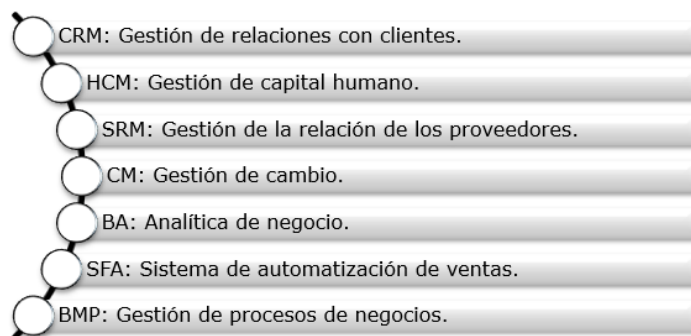 CRM: Gestión de relaciones con clientes.
HCM: Gestión de capital humano.
SRM: Gestión de la relación de los proveedores.
CM: Gestión de cambio.
BA: Analítica de negocio.
SFA: Sistema de automatización de ventas.
BMP: Gestión de procesos de negocios.